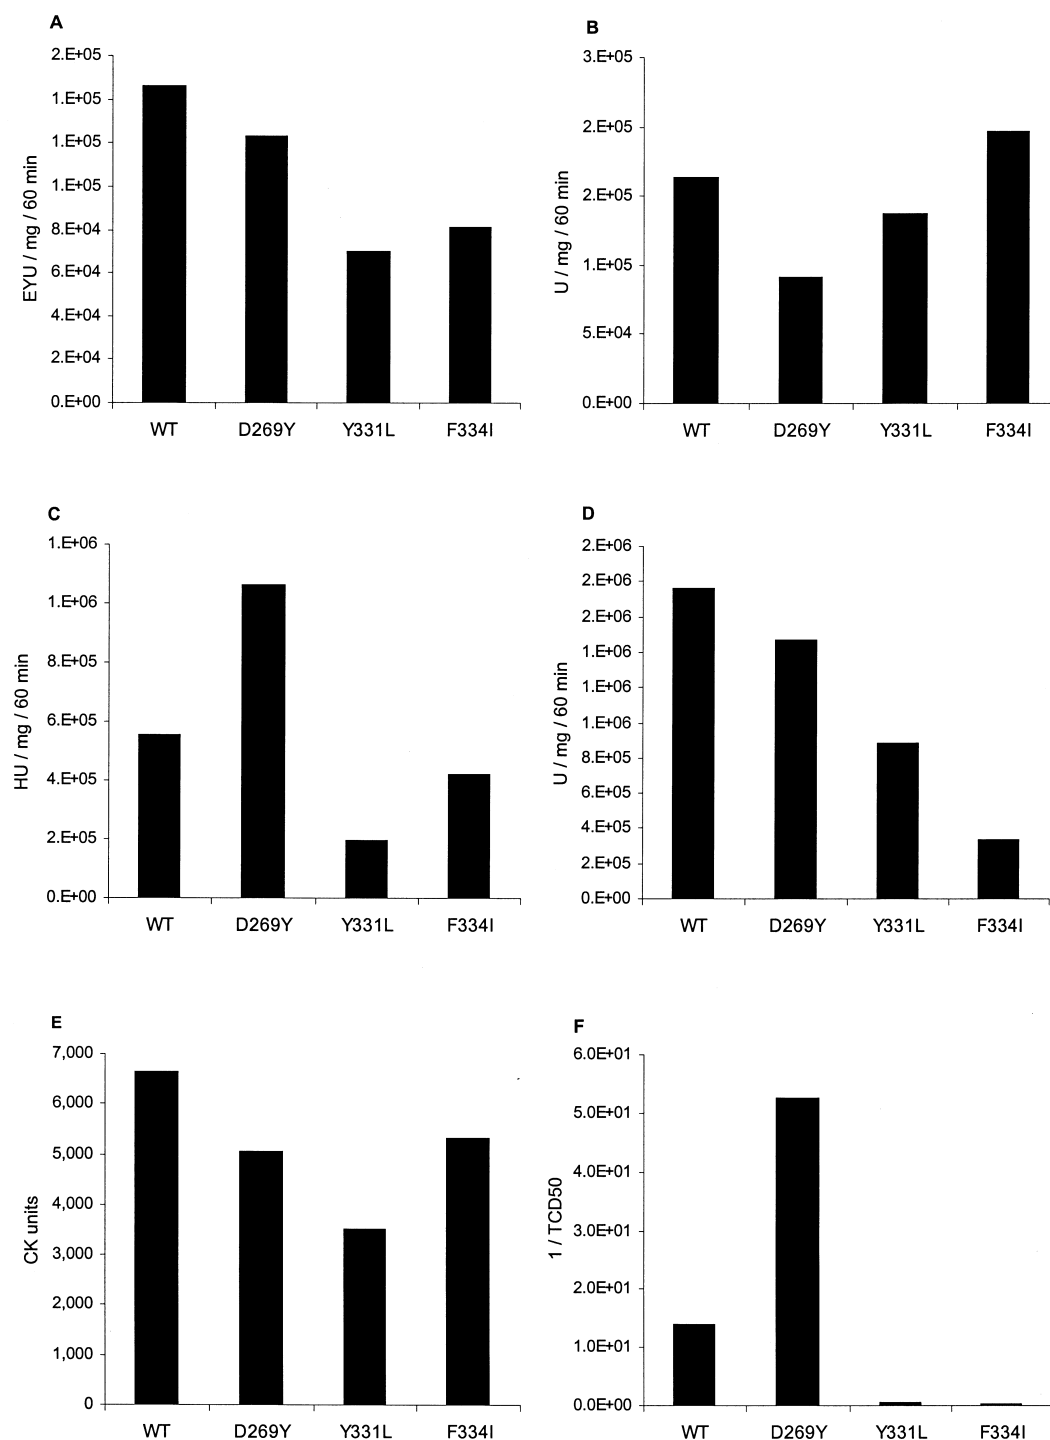 A
2.E+05
1.E+05
1.E+05
1.E+05
8.E+04
6.E+04
4.E+04
2.E+04
0.E+00
EYU / mg / 60 min
WT D269Y Y331L F334I
B
3.E+05
2.E+05
2.E+05
1.E+05
5.E+04
0.E+00
U / mg / 60 min
WT D269Y Y331L F334I
C
1.E+06
1.E+06
8.E+05
6.E+05
4.E+05
2.E+05
0.E+00
HU / mg / 60 min
WT D269Y Y331L F334I
D
2.E+06
2.E+06
2.E+06
1.E+06
1.E+06
1.E+06
8.E+05
6.E+05
4.E+05
2.E+05
0.E+00
U / mg / 60 min
WT D269Y Y331L F334I
E
7,000
6,000
5,000
4,000
3,000
2,000
1,000
0
CK units
WT D269Y Y331L F334I
F
6.0E+01
5.0E+01
4.0E+01
3.0E+01
2.0E+01
1.0E+01
0.0E+00
1 / TCD50
WT D269Y Y331L F334I